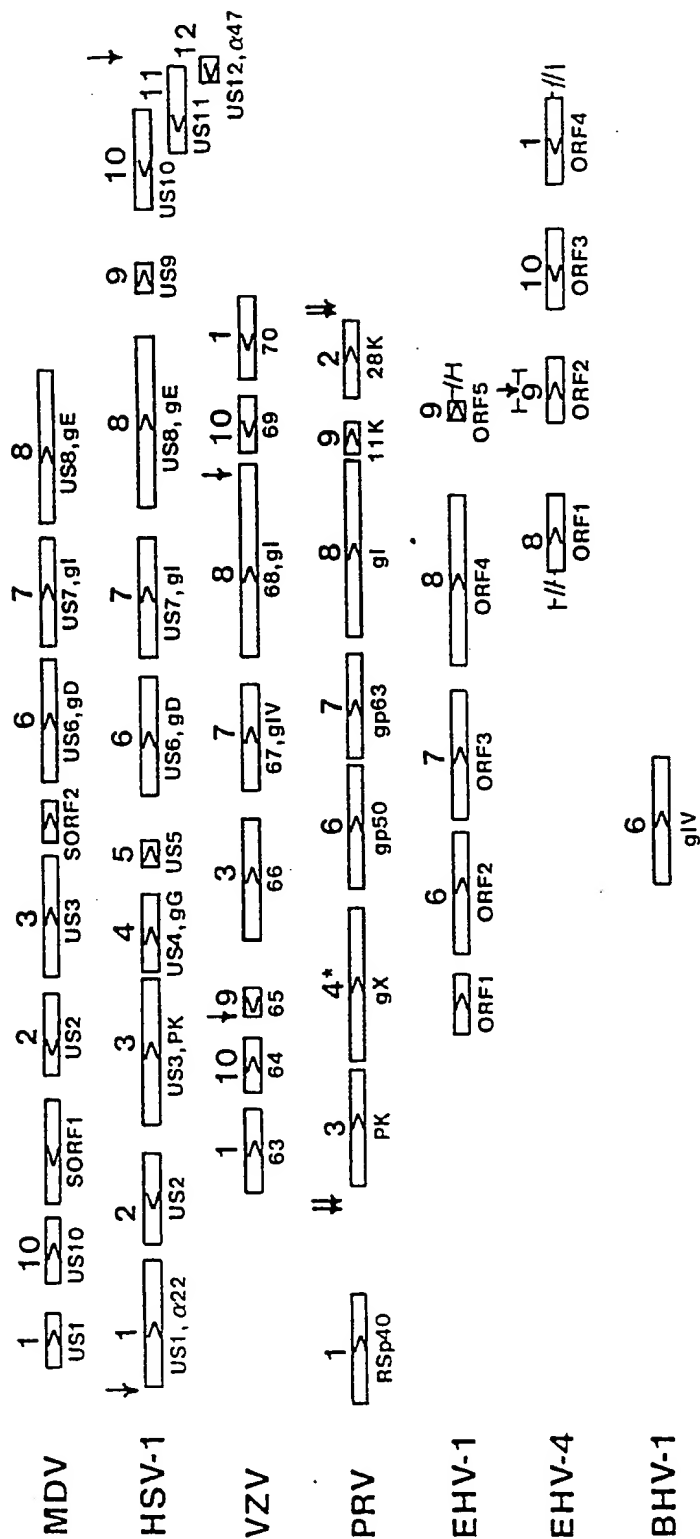 MDV
1 10 2 3 6 7 8
US1 US10 SORF1 US2 US3 SORF2 US6,gD US7,gI US8,gE
HSV-1
1 2 3 4 5 6 7 8 9 10 11 12
US1, α22 US2 US3,PK US4,gG US5 US6,gD US7,gI US8,gE US9 US10 US11 US12,α47
VZV
1 10 9 3 7 8 10 1
63 64 65 66 67,gIV 68,gI 69 70
PRV
1 3 4* 6 7 8 9 2
RSp40 PK gX gp50 gp63 gI 11K 28K
EHV-1
6 7 8 9
ORF1 ORF2 ORF3 ORF4 ORF5
EHV-4
8 9 10 1
ORF1 ORF2 ORF3 ORF4
BHV-1
6
gIV